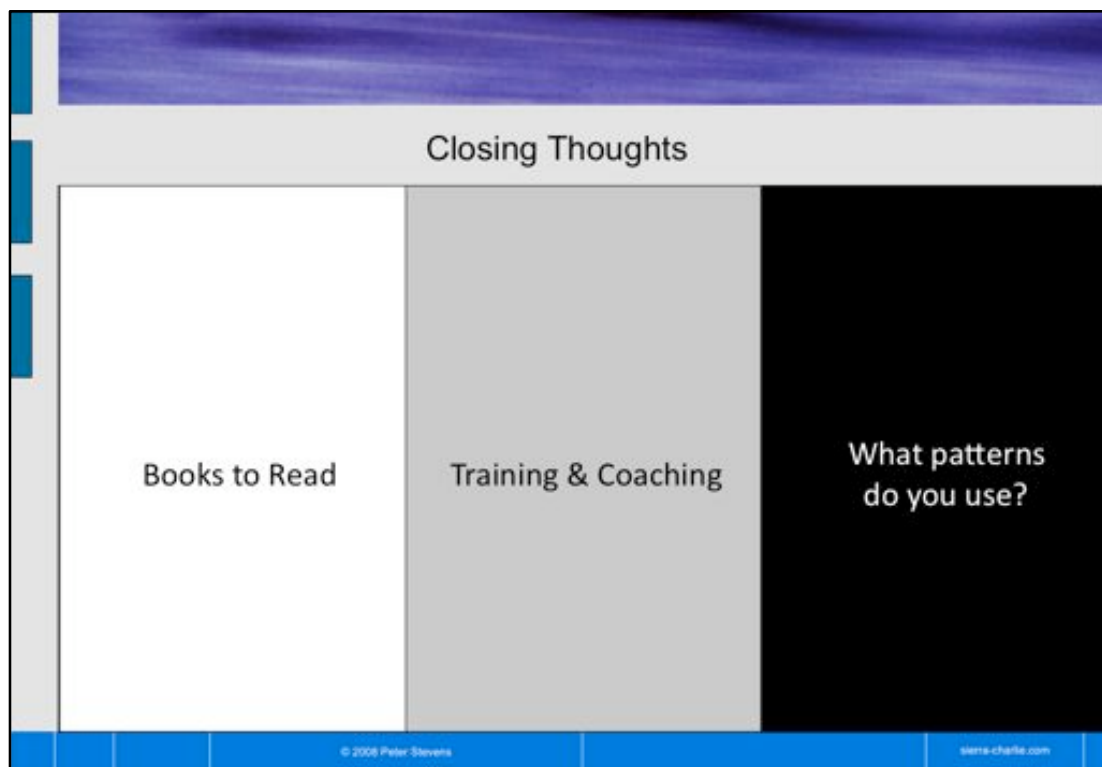 Closing Thoughts
Books to Read
Training & Coaching
What patterns
do you use?
© 2008 Peter Stevens
sierra-charlie.com